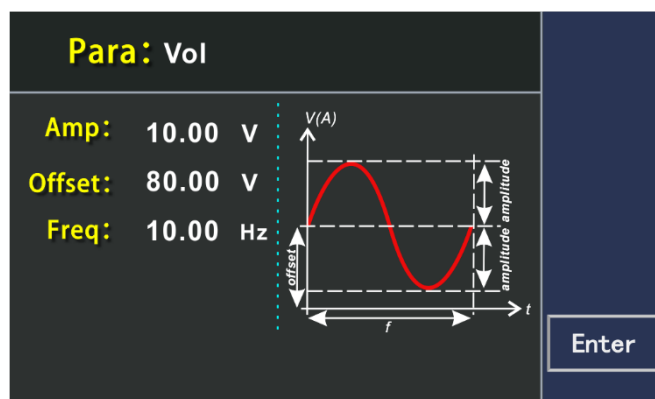 Para: Vol
Amp: 10.00 V
Offset: 80.00 V
Freq: 10.00 Hz
V(A)
amplitude
amplitude
offset
t
f
Enter